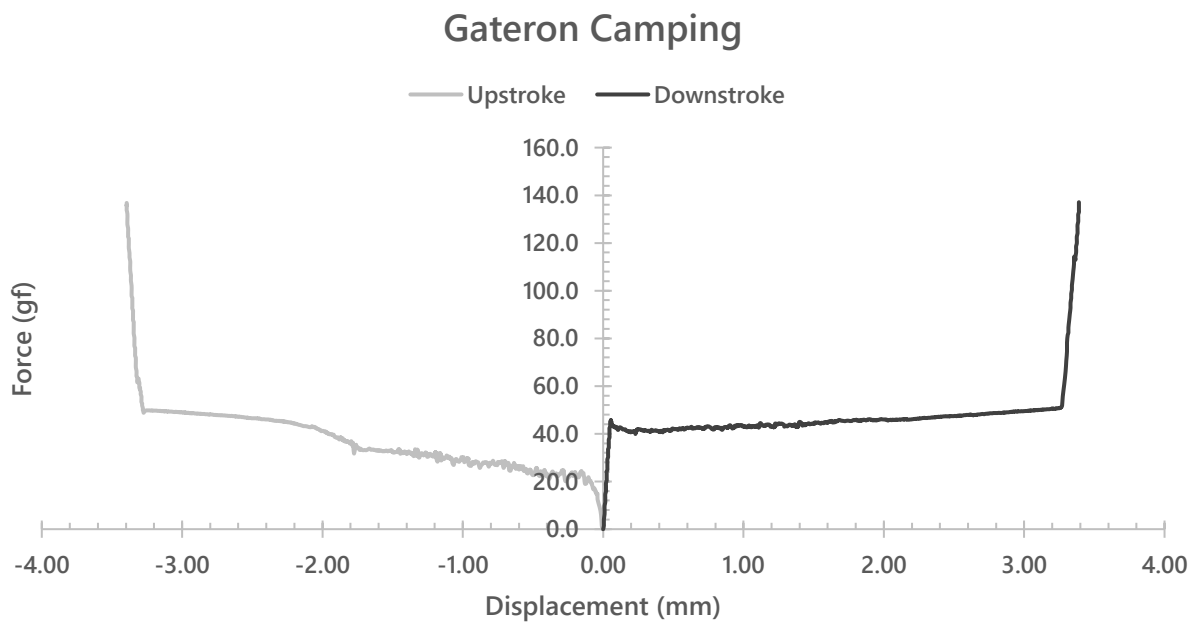 Gateron Camping
Upstroke Downstroke
160.0
140.0
120.0
100.0
80.0
60.0
40.0
20.0
0.0
-4.00 -3.00 -2.00 -1.00 0.00 1.00 2.00 3.00 4.00
Force (gf)
Displacement (mm)